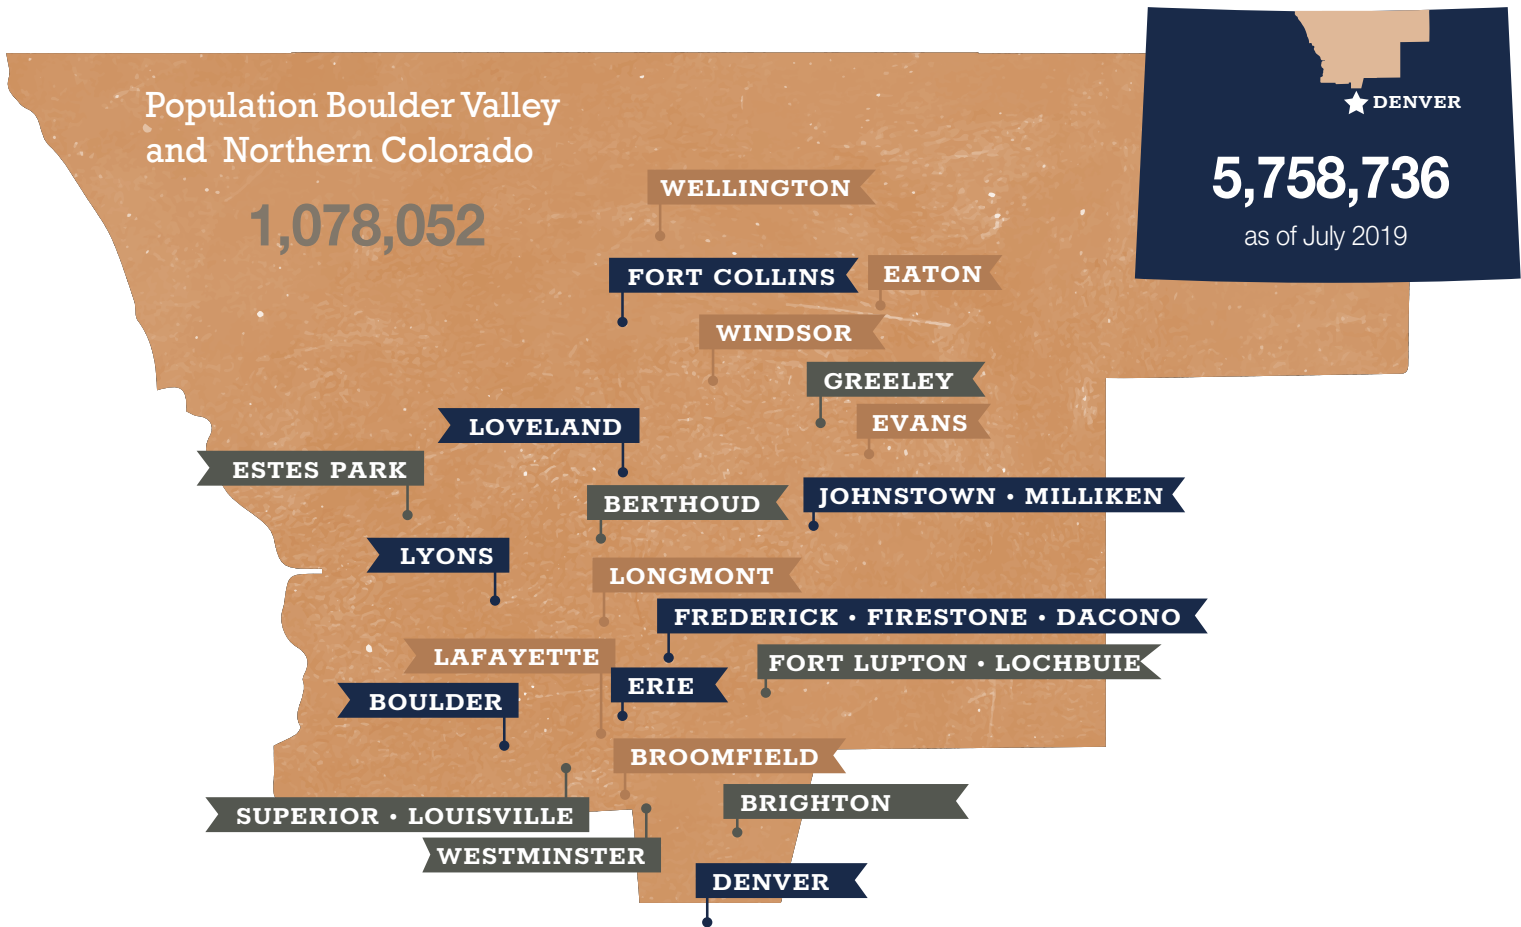 Population Boulder Valley
and Northern Colorado
1,078,052
DENVER
5,758,736
as of July 2019
WELLINGTON
FORT COLLINS
EATON
WINDSOR
GREELEY
EVANS
LOVELAND
ESTES PARK
BERTHOUD
JOHNSTOWN • MILLIKEN
LYONS
LONGMONT
FREDERICK • FIRESTONE • DACONO
LAFAYETTE
FORT LUPTON • LOCHBUIE
ERIE
BOULDER
BROOMFIELD
BRIGHTON
SUPERIOR • LOUISVILLE
WESTMINSTER
DENVER